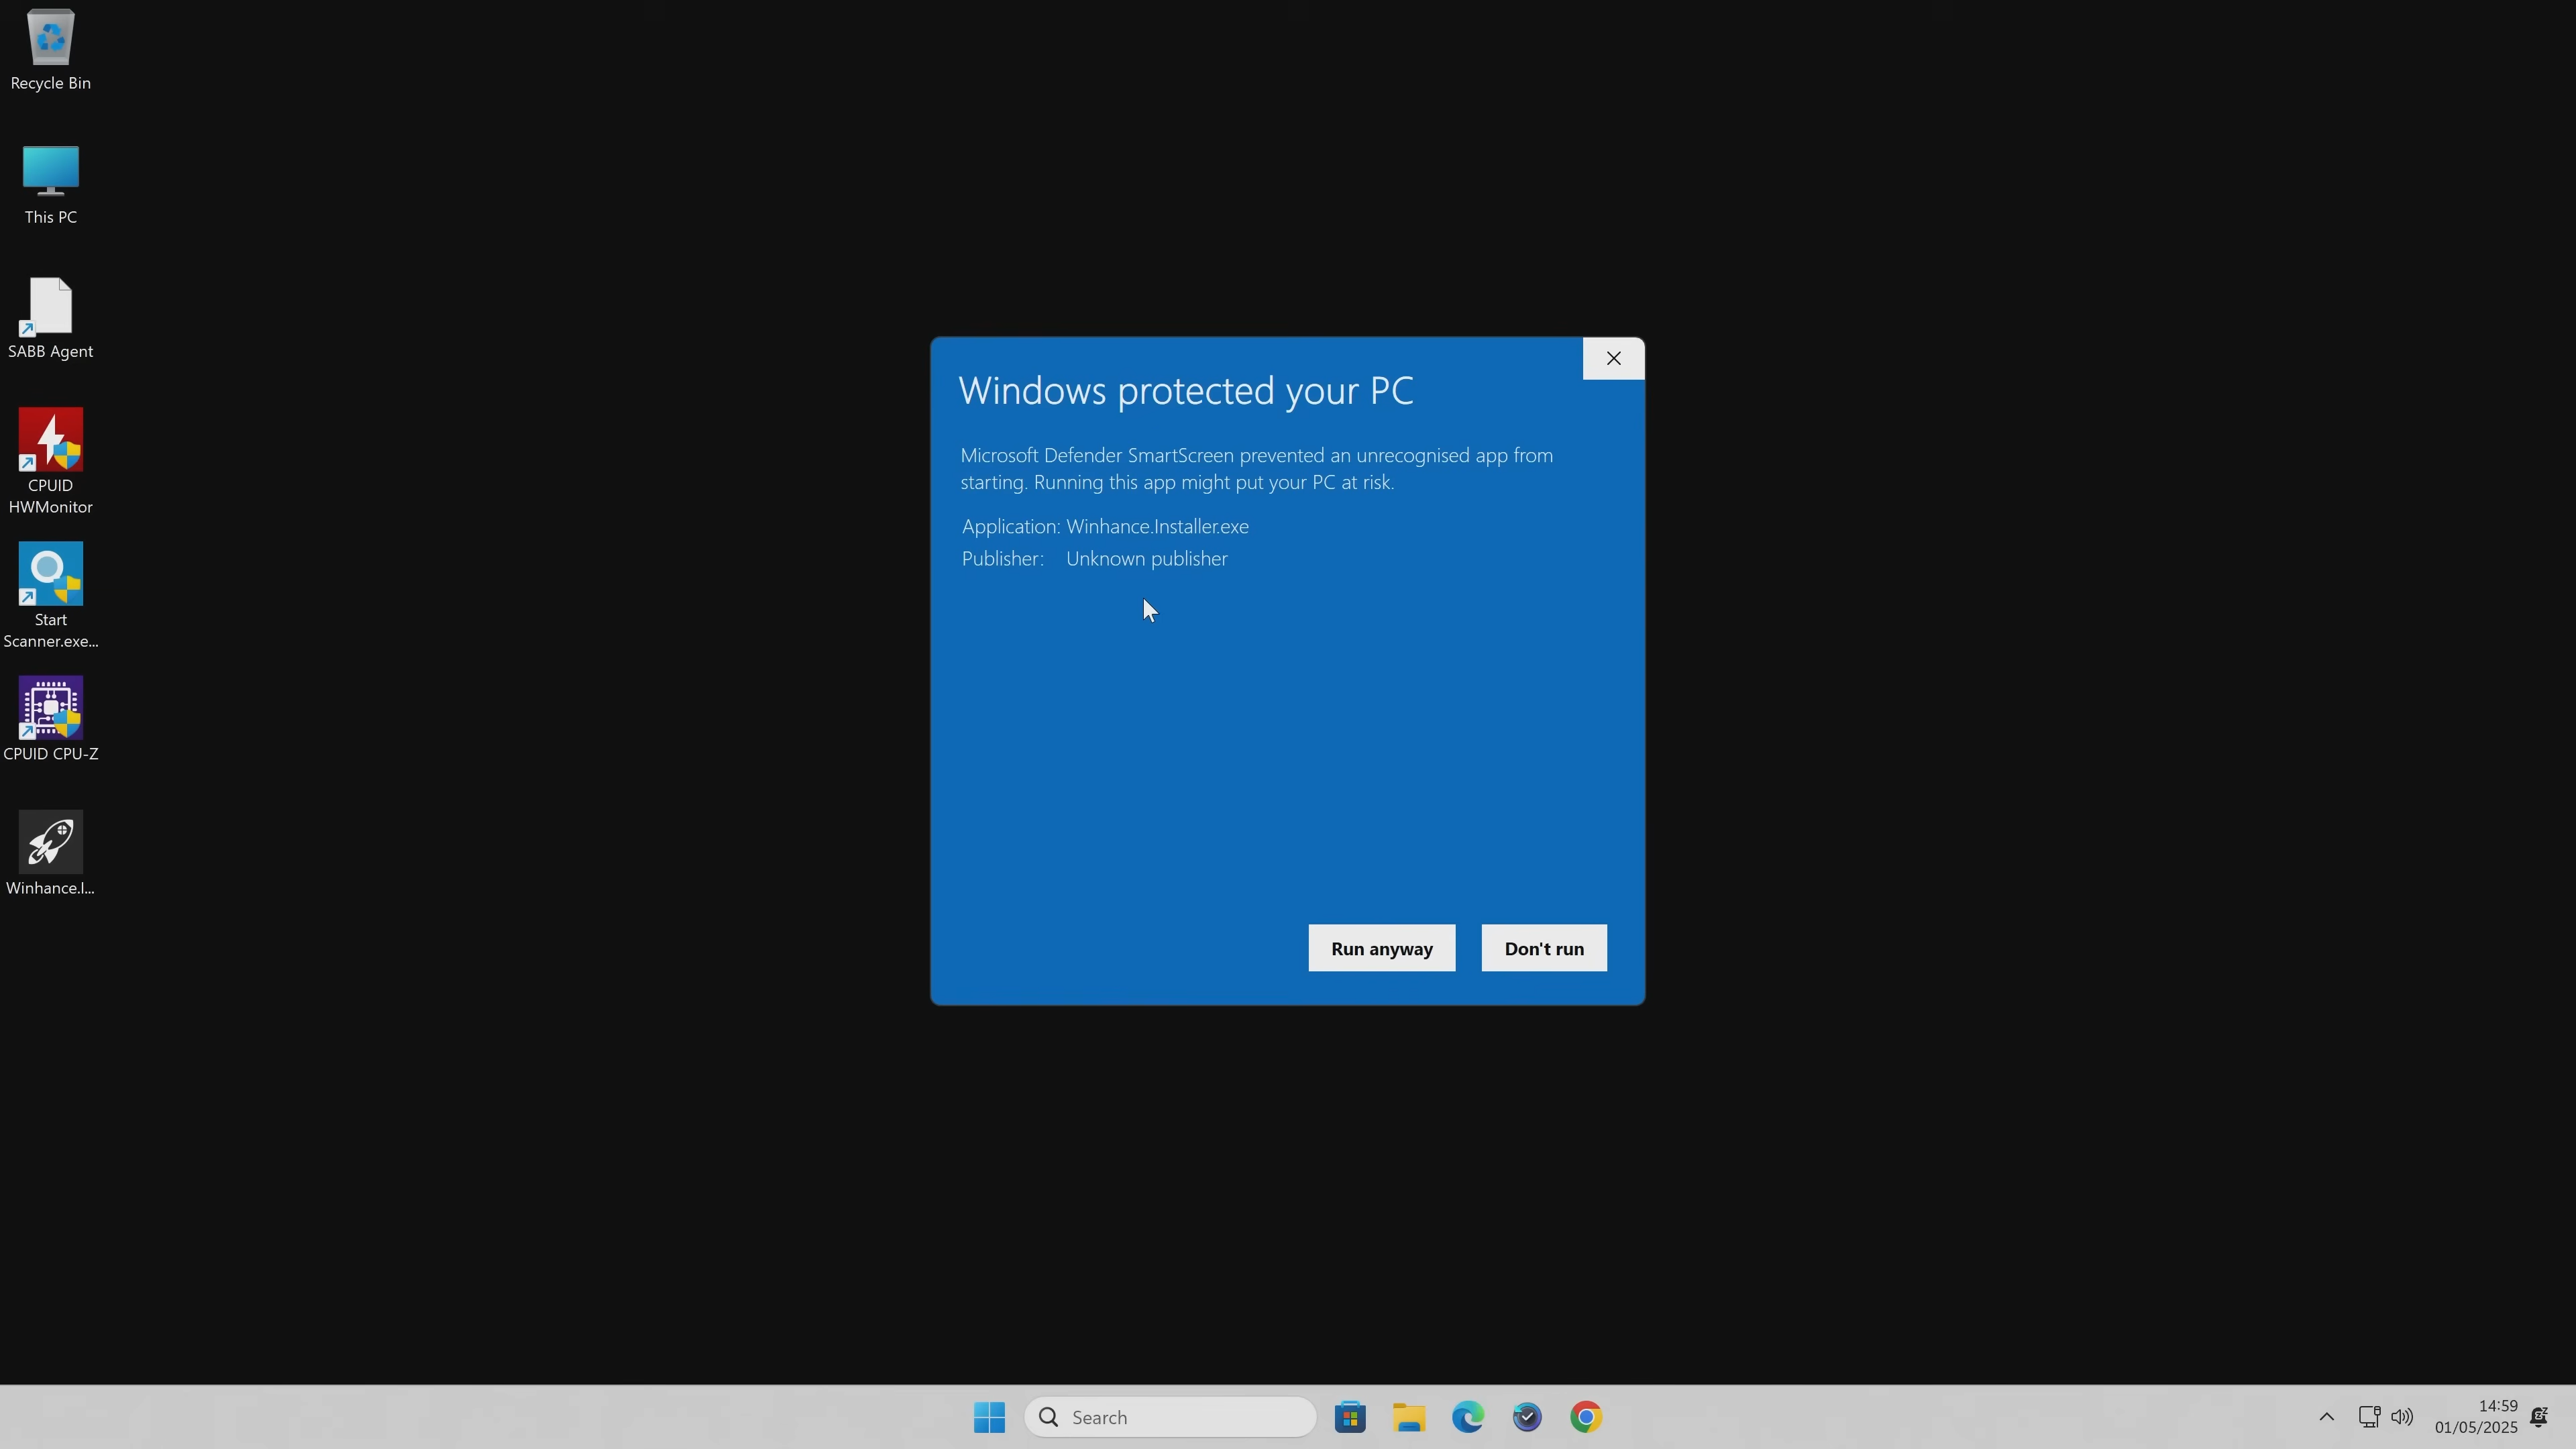 Recycle Bin
This PC
SABB Agent
CPUID
HWMonitor
Start
Scanner.exe...
CPUID CPU-Z
Winhance.I...
Windows protected your PC
Microsoft Defender SmartScreen prevented an unrecognised app from
starting. Running this app might put your PC at risk.
Application: Winhance.Installer.exe
Publisher: Unknown publisher
Run anyway
Don't run
Search
14:59
01/05/2025